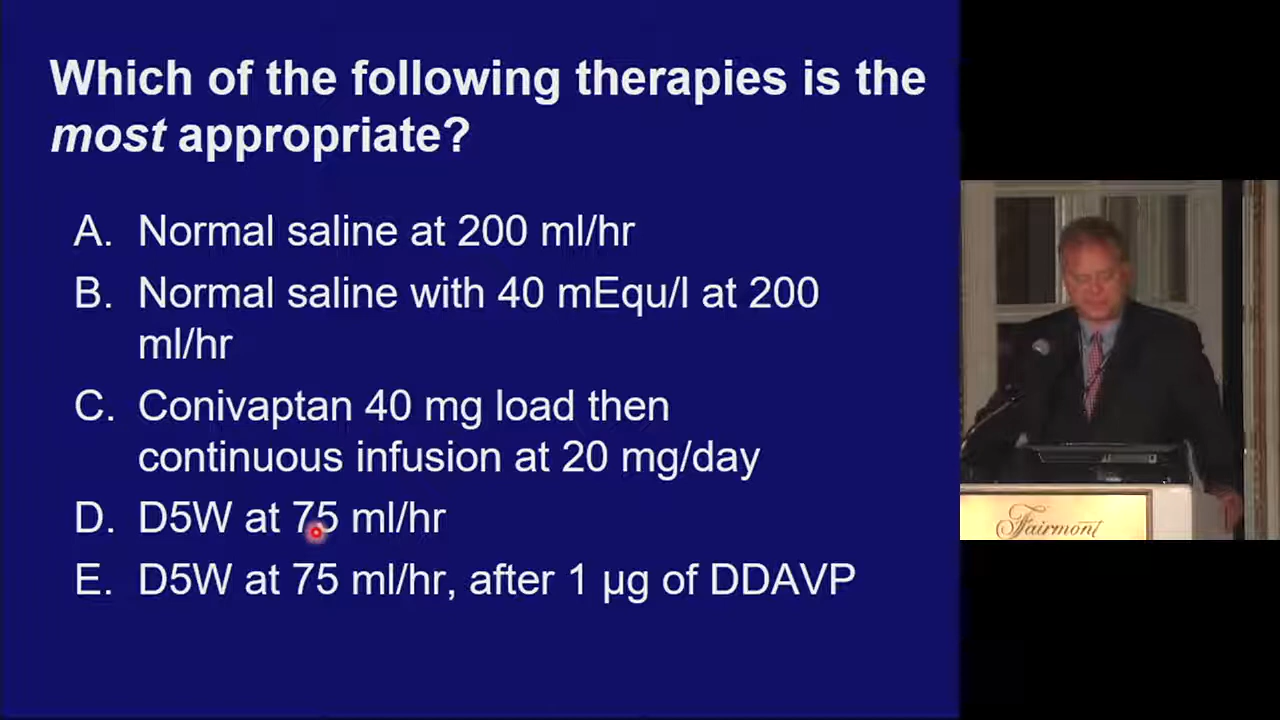 Which of the following therapies is the
most appropriate?
A. Normal saline at 200 ml/hr
B. Normal saline with 40 mEqu/l at 200
ml/hr
C. Conivaptan 40 mg load then
continuous infusion at 20 mg/day
D. D5W at 75 ml/hr
E. D5W at 75 ml/hr, after 1 µg of DDAVP
Fairmont